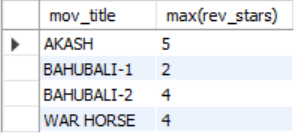 mov_title max(rev_stars)
AKASH 5
BAHUBALI-1 2
BAHUBALI-2 4
WAR HORSE 4